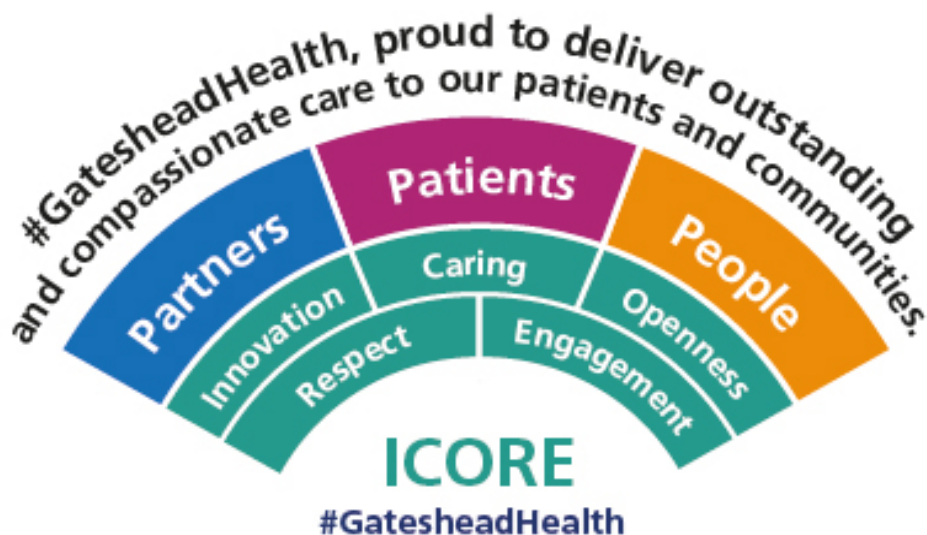 #GatesheadHealth, proud to deliver outstanding
and compassionate care to our patients and communities.
Partners
Patients
People
Innovation
Caring
Openness
Respect
Engagement
ICORE
#GatesheadHealth